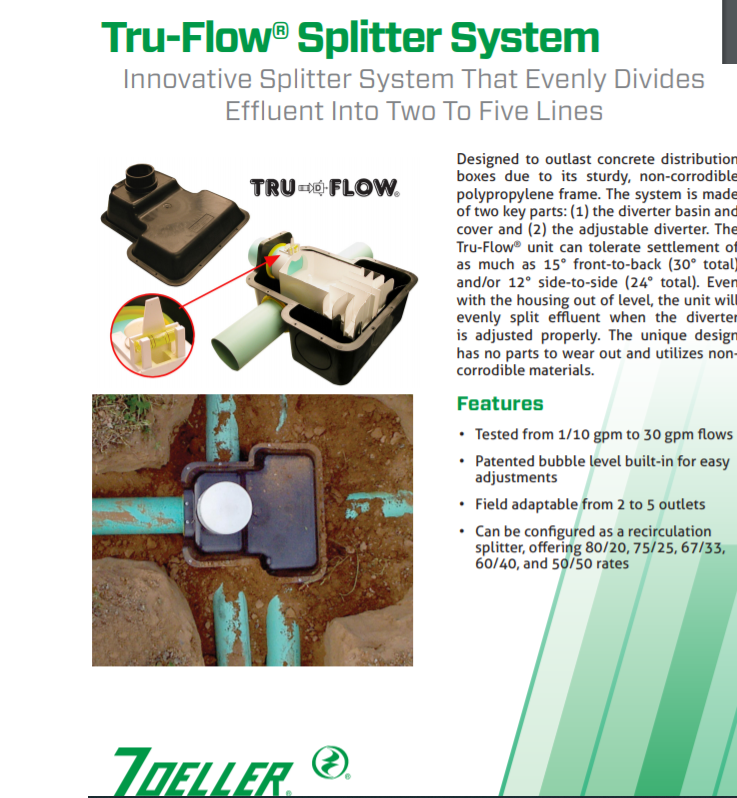 Tru-Flow® Splitter System
Innovative Splitter System That Evenly Divides
Effluent Into Two To Five Lines
TRU FLOW®
Designed to outlast concrete distribution
boxes due to its sturdy, non-corrodible
polypropylene frame. The system is made
of two key parts: (1) the diverter basin and
cover and (2) the adjustable diverter. The
Tru-Flow® unit can tolerate settlement of
as much as 15° front-to-back (30° total)
and/or 12° side-to-side (24° total). Even
with the housing out of level, the unit will
evenly split effluent when the diverter
is adjusted properly. The unique design
has no parts to wear out and utilizes non-
corrodible materials.
Features
• Tested from 1/10 gpm to 30 gpm flows
• Patented bubble level built-in for easy
adjustments
• Field adaptable from 2 to 5 outlets
• Can be configured as a recirculation
splitter, offering 80/20, 75/25, 67/33,
60/40, and 50/50 rates
ZOELLER®